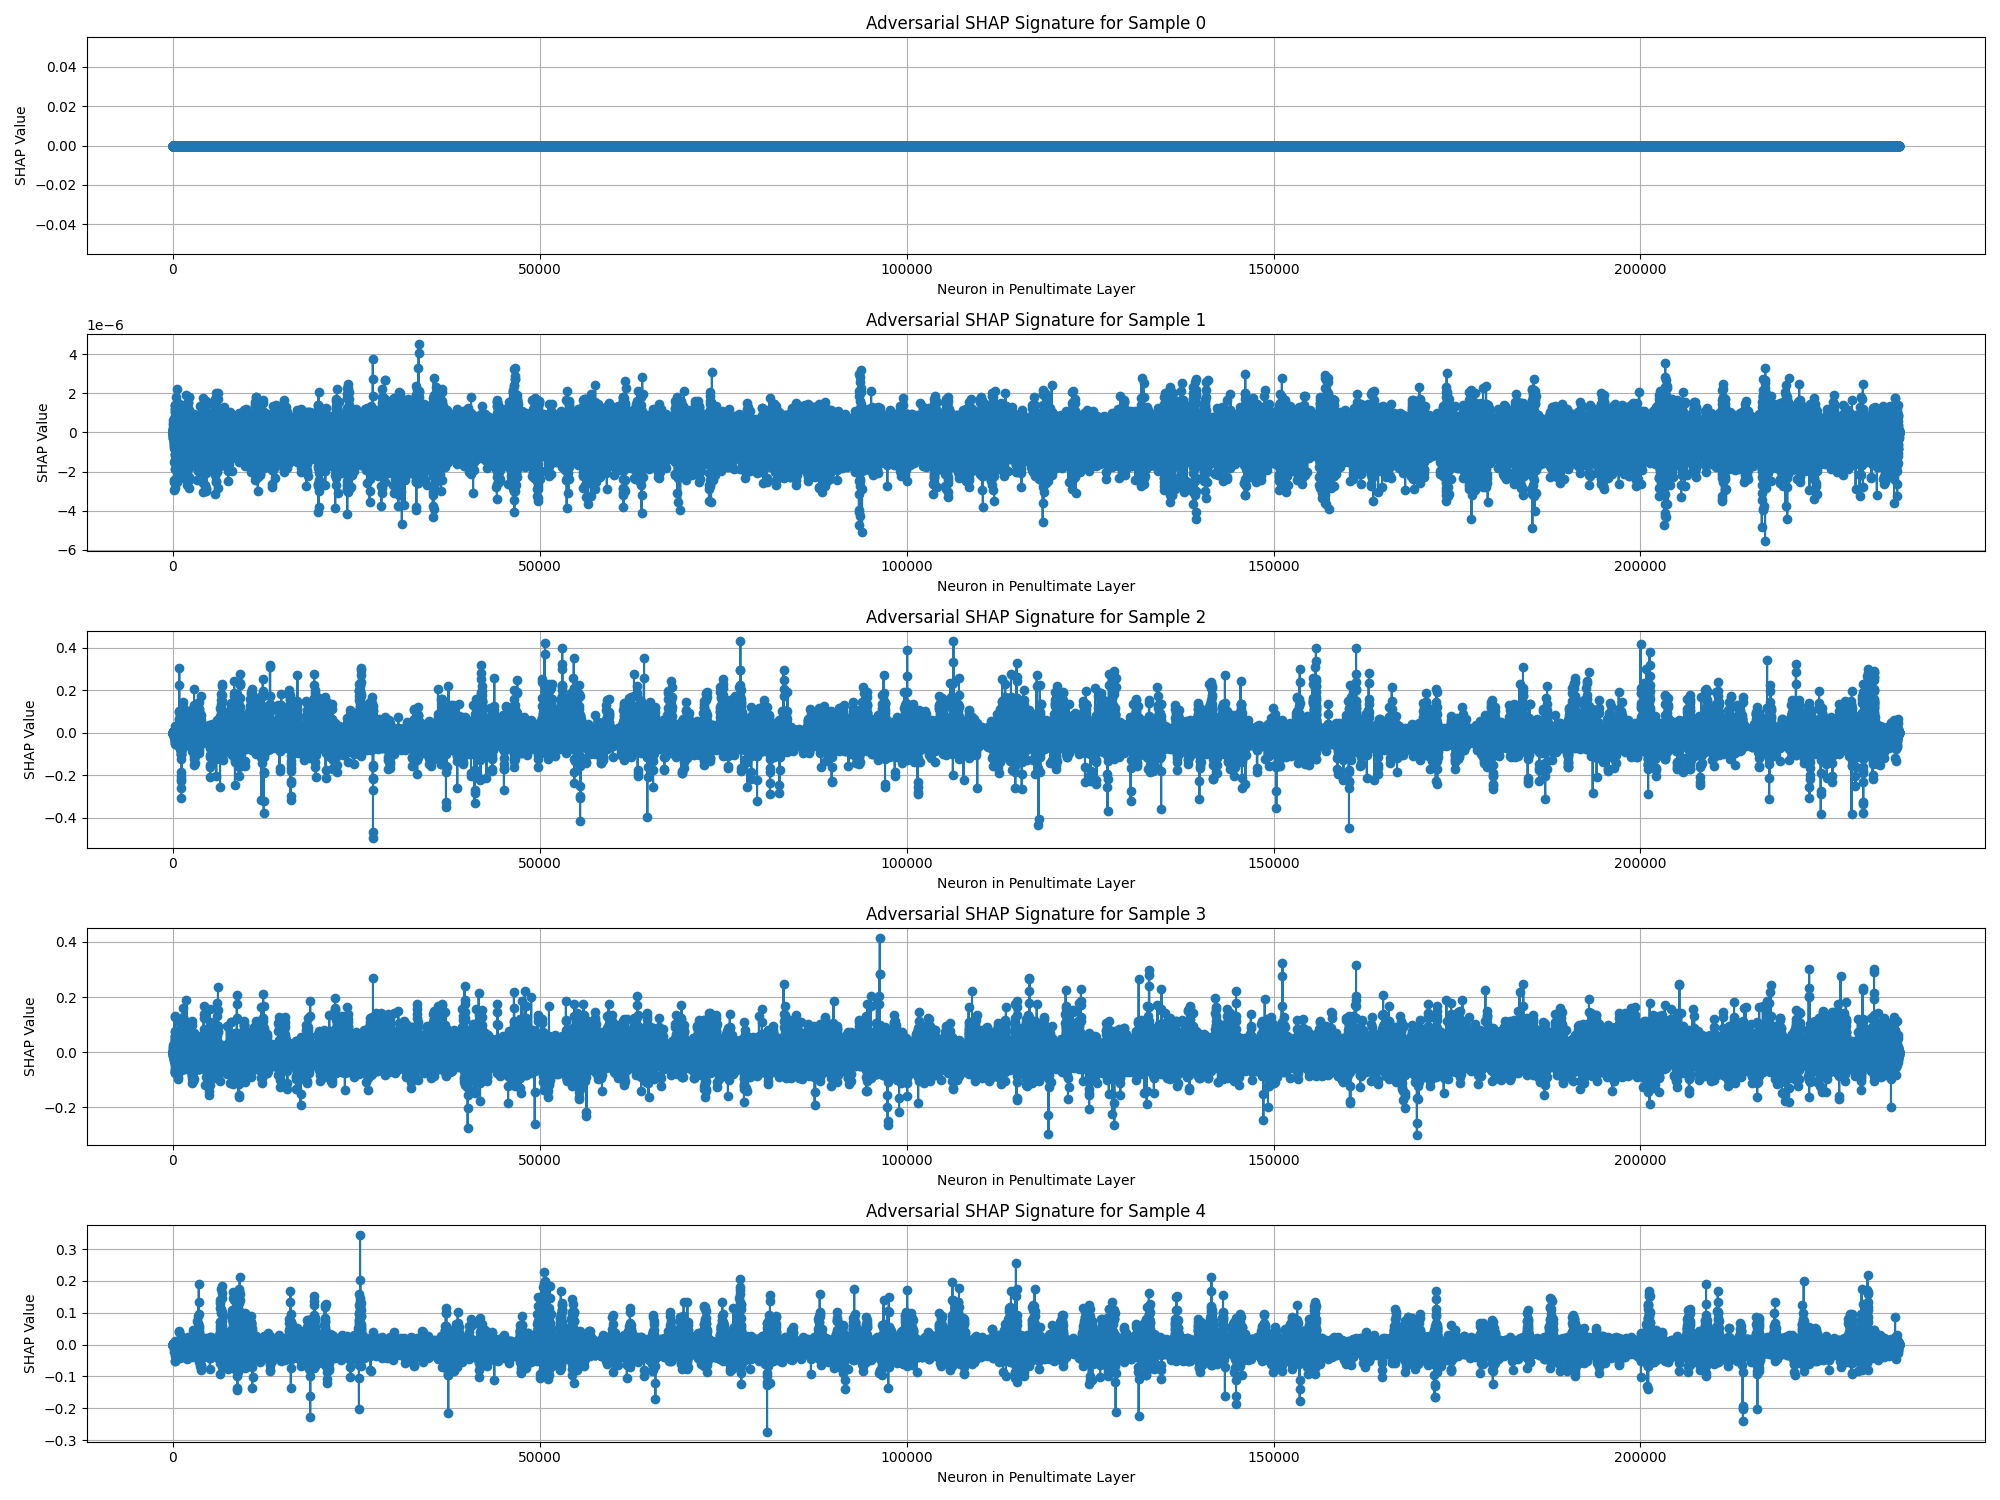 Adversarial SHAP Signature for Sample 0
0.04
0.02
0.00
−0.02
−0.04
SHAP Value
0 50000 100000 150000 200000
Neuron in Penultimate Layer
Adversarial SHAP Signature for Sample 1
1e−6
4
2
0
−2
−4
−6
SHAP Value
0 50000 100000 150000 200000
Neuron in Penultimate Layer
Adversarial SHAP Signature for Sample 2
0.4
0.2
0.0
−0.2
−0.4
SHAP Value
0 50000 100000 150000 200000
Neuron in Penultimate Layer
Adversarial SHAP Signature for Sample 3
0.4
0.2
0.0
−0.2
SHAP Value
0 50000 100000 150000 200000
Neuron in Penultimate Layer
Adversarial SHAP Signature for Sample 4
0.3
0.2
0.1
0.0
−0.1
−0.2
−0.3
SHAP Value
0 50000 100000 150000 200000
Neuron in Penultimate Layer